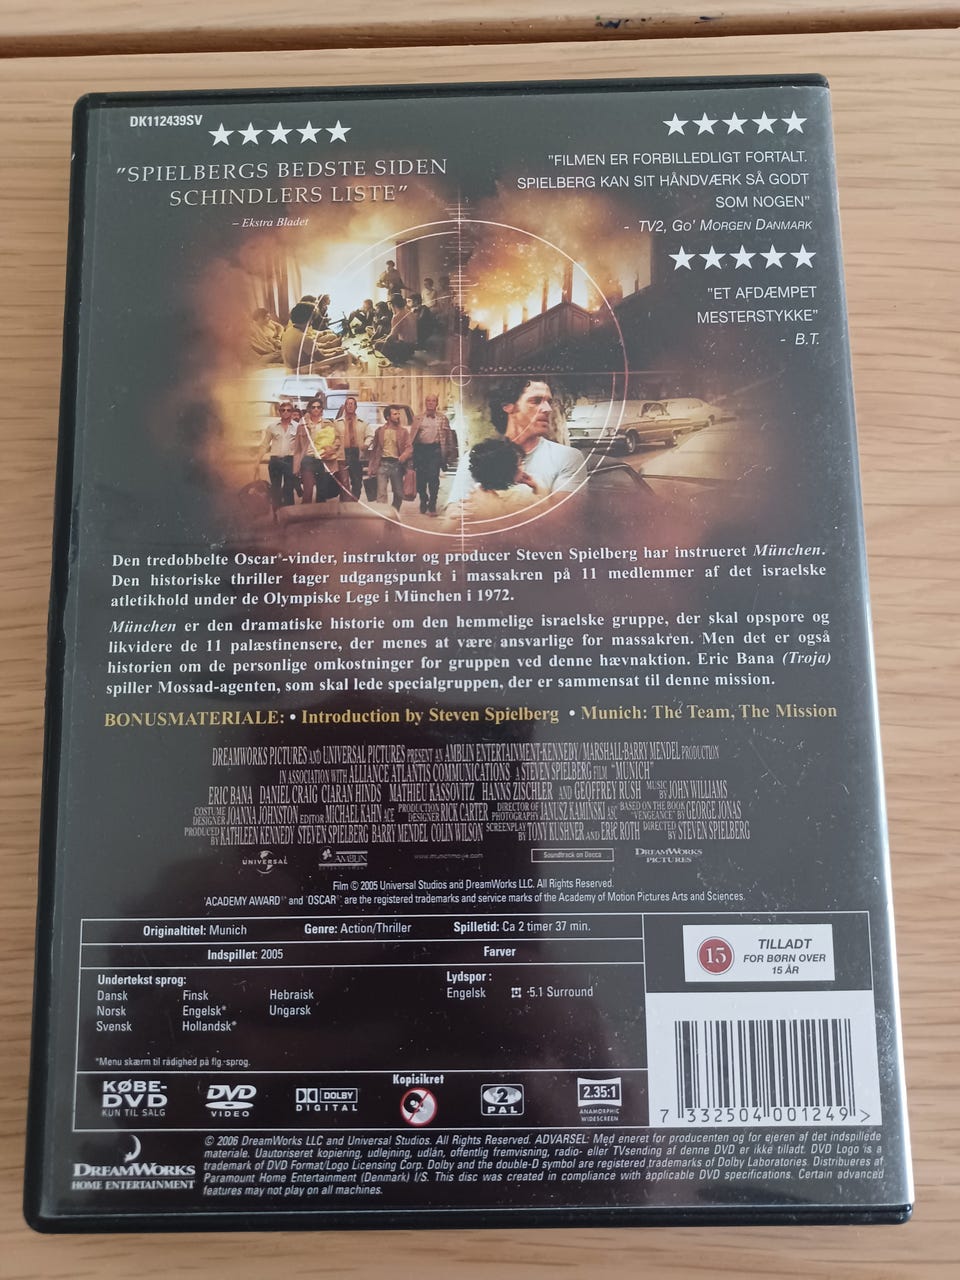 DK112439SV
"SPIELBERGS BEDSTE SIDEN
SCHINDLERS LISTE"
– Ekstra Bladet
"FILMEN ER FORBILLEDLIGT FORTALT.
SPIELBERG KAN SIT HÅNDVÆRK SÅ GODT
SOM NOGEN"
- TV2, GO' MORGEN DANMARK
"ET AFDÆMPET
MESTERSTYKKE"
- B.T.
Den tredobbelte Oscar®-vinder, instruktør og producer Steven Spielberg har instrueret München.
Den historiske thriller tager udgangspunkt i massakren på 11 medlemmer af det israelske
atletikhold under de Olympiske Lege i München i 1972.
München er den dramatiske historie om den hemmelige israelske gruppe, der skal opspore og
likvidere de 11 palæstinensere, der menes at være ansvarlige for massakren. Men det er også
historien om de personlige omkostninger for gruppen ved denne hævnaktion. Eric Bana (Troja)
spiller Mossad-agenten, som skal lede specialgruppen, der er sammensat til denne mission.
BONUSMATERIALE: • Introduction by Steven Spielberg • Munich: The Team, The Mission
DREAMWORKS PICTURES AND UNIVERSAL PICTURES PRESENT AN AMBLIN ENTERTAINMENT-KENNEDY/MARSHALL-BARRY MENDEL PRODUCTION
IN ASSOCIATION WITH ALLIANCE ATLANTIS COMMUNICATIONS A STEVEN SPIELBERG FILM "MUNICH"
ERIC BANA DANIEL CRAIG CIARAN HINDS MATHIEU KASSOVITZ HANNS ZISCHLER AND GEOFFREY RUSH MUSIC BY JOHN WILLIAMS
COSTUME DESIGNER JOANNA JOHNSTON EDITOR MICHAEL KAHN ACE PRODUCTION DESIGNER RICK CARTER DIRECTOR OF PHOTOGRAPHY JANUSZ KAMINSKI ASC BASED ON THE BOOK "VENGEANCE" BY GEORGE JONAS
PRODUCED BY KATHLEEN KENNEDY STEVEN SPIELBERG BARRY MENDEL COLIN WILSON SCREENPLAY BY TONY KUSHNER AND ERIC ROTH DIRECTED BY STEVEN SPIELBERG
UNIVERSAL AMBLIN ENTERTAINMENT www.munichmovie.com Soundtrack on Decca DREAMWORKS PICTURES
Film © 2005 Universal Studios and DreamWorks LLC. All Rights Reserved.
'ACADEMY AWARD®' and 'OSCAR®' are the registered trademarks and service marks of the Academy of Motion Pictures Arts and Sciences.
Originaltitel: Munich Genre: Action/Thriller Spilletid: Ca 2 timer 37 min.
Indspillet: 2005 Farver
Undertekst sprog: Lydspor :
Dansk Finsk Hebraisk Engelsk -5.1 Surround
Norsk Engelsk* Ungarsk
Svensk Hollandsk*
*Menu skærm til rådighed på flg.-sprog.
15
TILLADT
FOR BØRN OVER
15 ÅR
KØBE-
DVD
KUN TIL SALG
DVD
VIDEO
DOLBY
DIGITAL
Kopisikret
2
PAL
2.35:1
ANAMORPHIC
WIDESCREEN
7 332504 001249 >
DREAMWORKS
HOME ENTERTAINMENT
© 2006 DreamWorks LLC and Universal Studios. All Rights Reserved. ADVARSEL: Med eneret for producenten og for ejeren af det indspillede
materiale. Uautoriseret kopiering, udlejning, udlån, offentlig fremvisning, radio- eller TVsending af denne DVD er ikke tilladt. DVD Logo is a
trademark of DVD Format/Logo Licensing Corp. Dolby and the double-D symbol are registered trademarks of Dolby Laboratories. Distribueres af
Paramount Home Entertainment (Denmark) I/S. This disc was created in compliance with applicable DVD specifications. Certain advanced
features may not play on all machines.